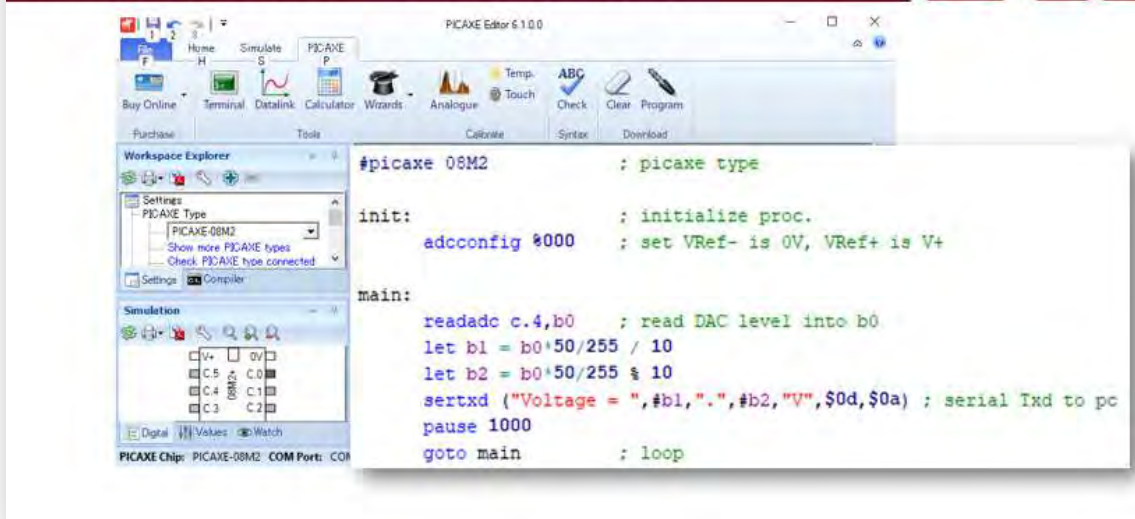 PICAXE Editor 6.1.0.0
1 2 3
File Home Simulate PICAXE
F H S P
Buy Online Terminal Datalink Calculator Wizards Analogue Temp. Touch ABC Check Clear Program
Purchase Tools Calibrate Syntax Download
Workspace Explorer
Settings
PICAXE Type
PICAXE-08M2
Show more PICAXE types
Check PICAXE type connected
Settings Compiler
Simulation
V+ 0V
C.5 C.0
C.4 C.1
C.3 C.2
08M2+
Digital Values Watch
PICAXE Chip: PICAXE-08M2 COM Port: COM
#picaxe 08M2 ; picaxe type
init: ; initialize proc.
adcconfig %000 ; set VRef- is 0V, VRef+ is V+
main:
readadc c.4,b0 ; read DAC level into b0
let b1 = b0*50/255 / 10
let b2 = b0*50/255 % 10
sertxd ("Voltage = ",#b1,".",#b2,"V",$0d,$0a) ; serial Txd to pc
pause 1000
goto main ; loop